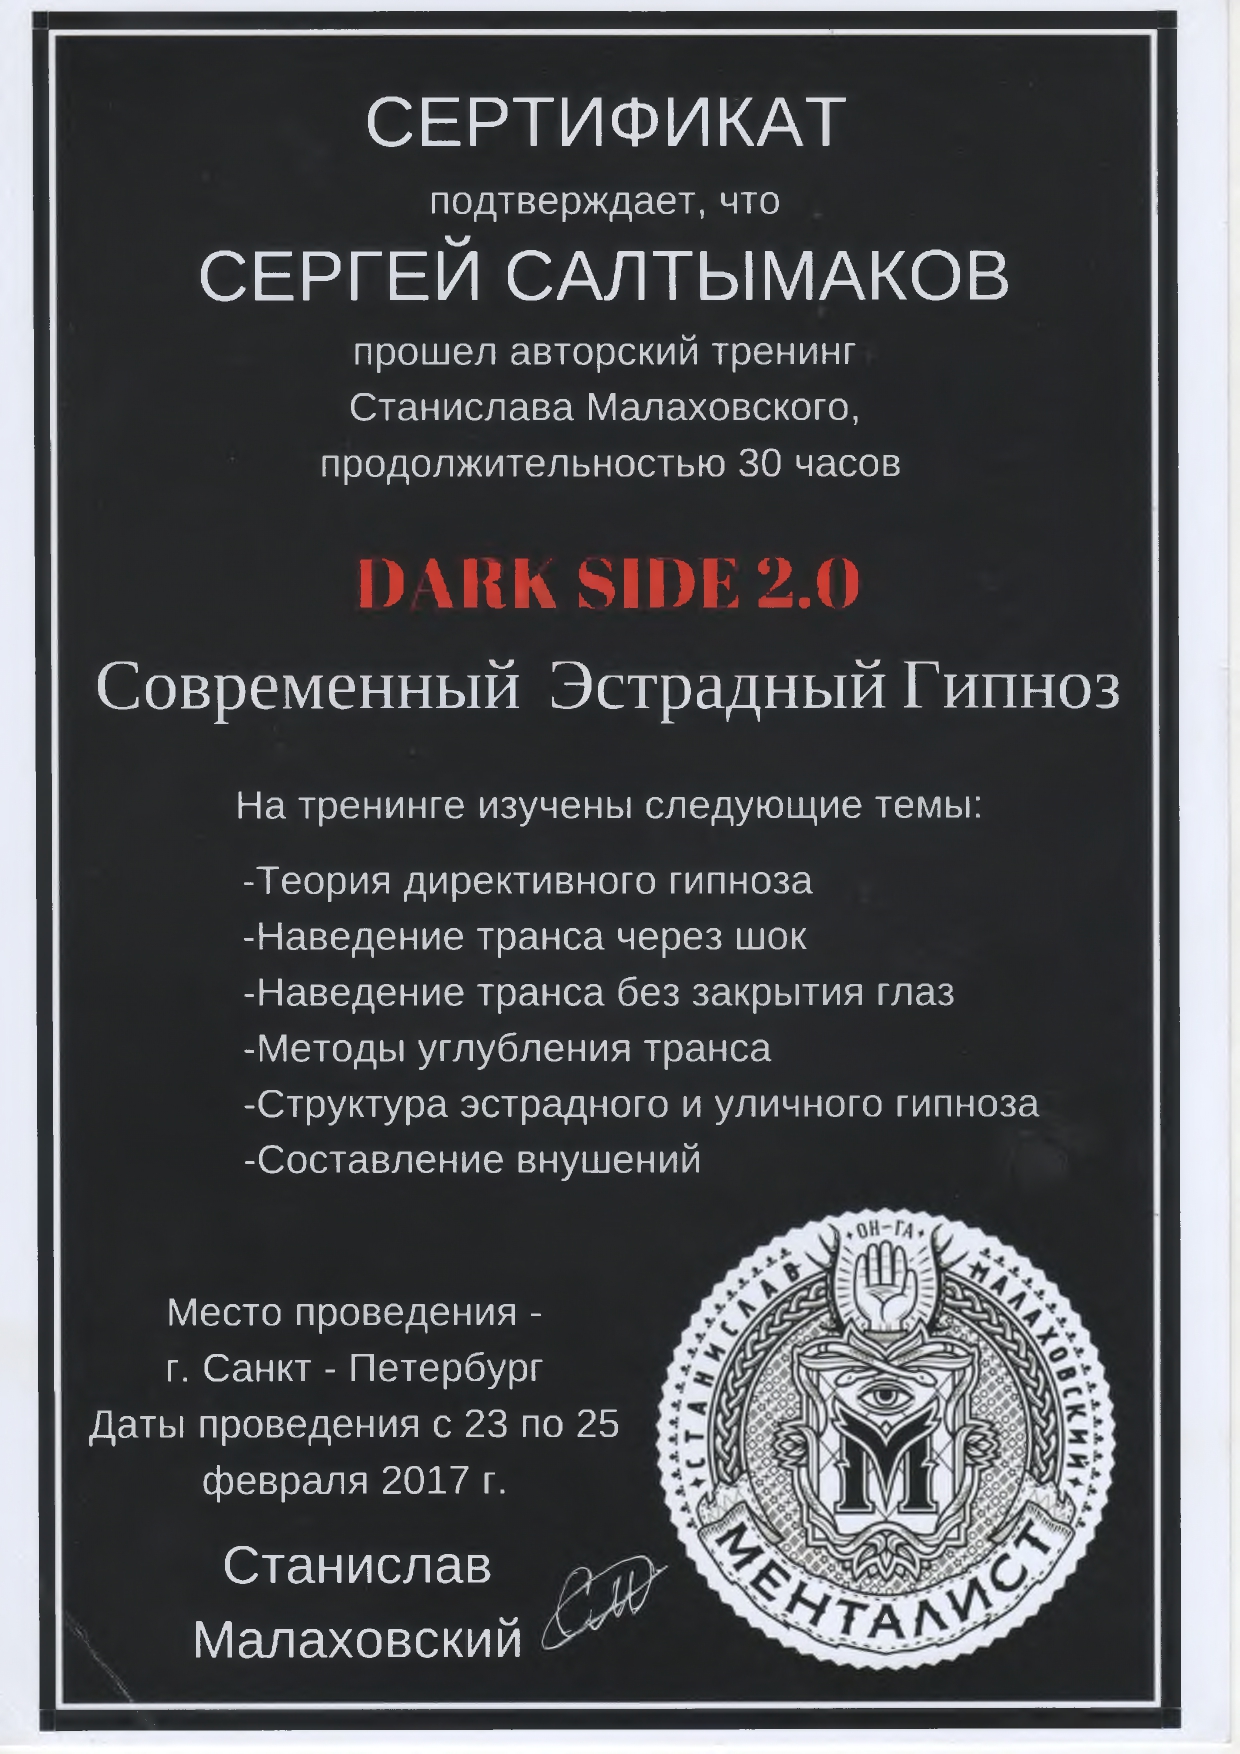 СЕРТИФИКАТ
подтверждает, что
СЕРГЕЙ САЛТЫМАКОВ
прошел авторский тренинг
Станислава Малаховского,
продолжительностью 30 часов
DARK SIDE 2.0
Современный Эстрадный Гипноз
На тренинге изучены следующие темы:
-Теория директивного гипноза
-Наведение транса через шок
-Наведение транса без закрытия глаз
-Методы углубления транса
-Структура эстрадного и уличного гипноза
-Составление внушений
Место проведения -
г. Санкт - Петербург
Даты проведения с 23 по 25
февраля 2017 г.
Станислав
Малаховский
ОН-ГА
СТАНИСЛАВ МАЛАХОВСКИЙ
М
МЕНТАЛИСТ